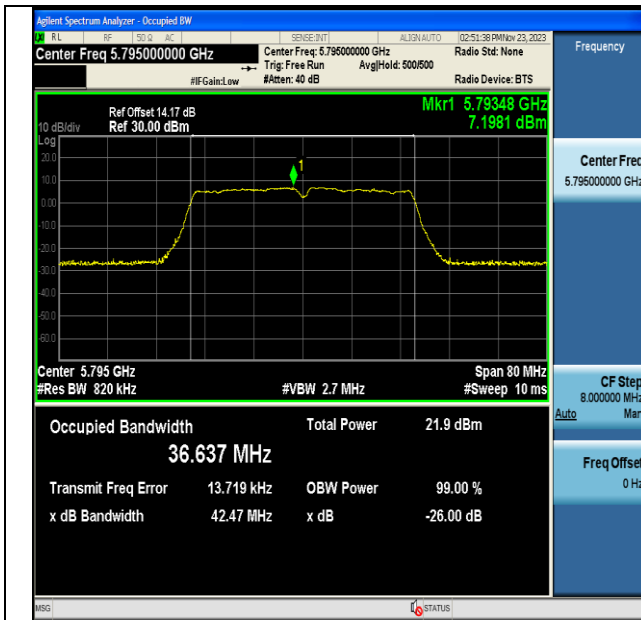 Agilent Spectrum Analyzer - Occupied BW
RL RF 50 Ω AC SENSE:INT ALIGN AUTO 02:51:38 PM Nov 23, 2023
Center Freq 5.795000000 GHz
Center Freq: 5.795000000 GHz
Radio Std: None
Trig: Free Run Avg|Hold: 500/500
#IFGain:Low #Atten: 40 dB Radio Device: BTS
Ref Offset 14.17 dB
10 dB/div Ref 30.00 dBm
Mkr1 5.79348 GHz
7.1981 dBm
Log
20.0
1
10.0
0.00
-10.0
-20.0
-30.0
-40.0
-50.0
-60.0
Center 5.795 GHz Span 80 MHz
#Res BW 820 kHz #VBW 2.7 MHz #Sweep 10 ms
Occupied Bandwidth Total Power 21.9 dBm
36.637 MHz
Transmit Freq Error 13.719 kHz OBW Power 99.00 %
x dB Bandwidth 42.47 MHz x dB -26.00 dB
MSG STATUS
Frequency
Center Freq
5.795000000 GHz
CF Step
8.000000 MHz
Auto Man
Freq Offset
0 Hz